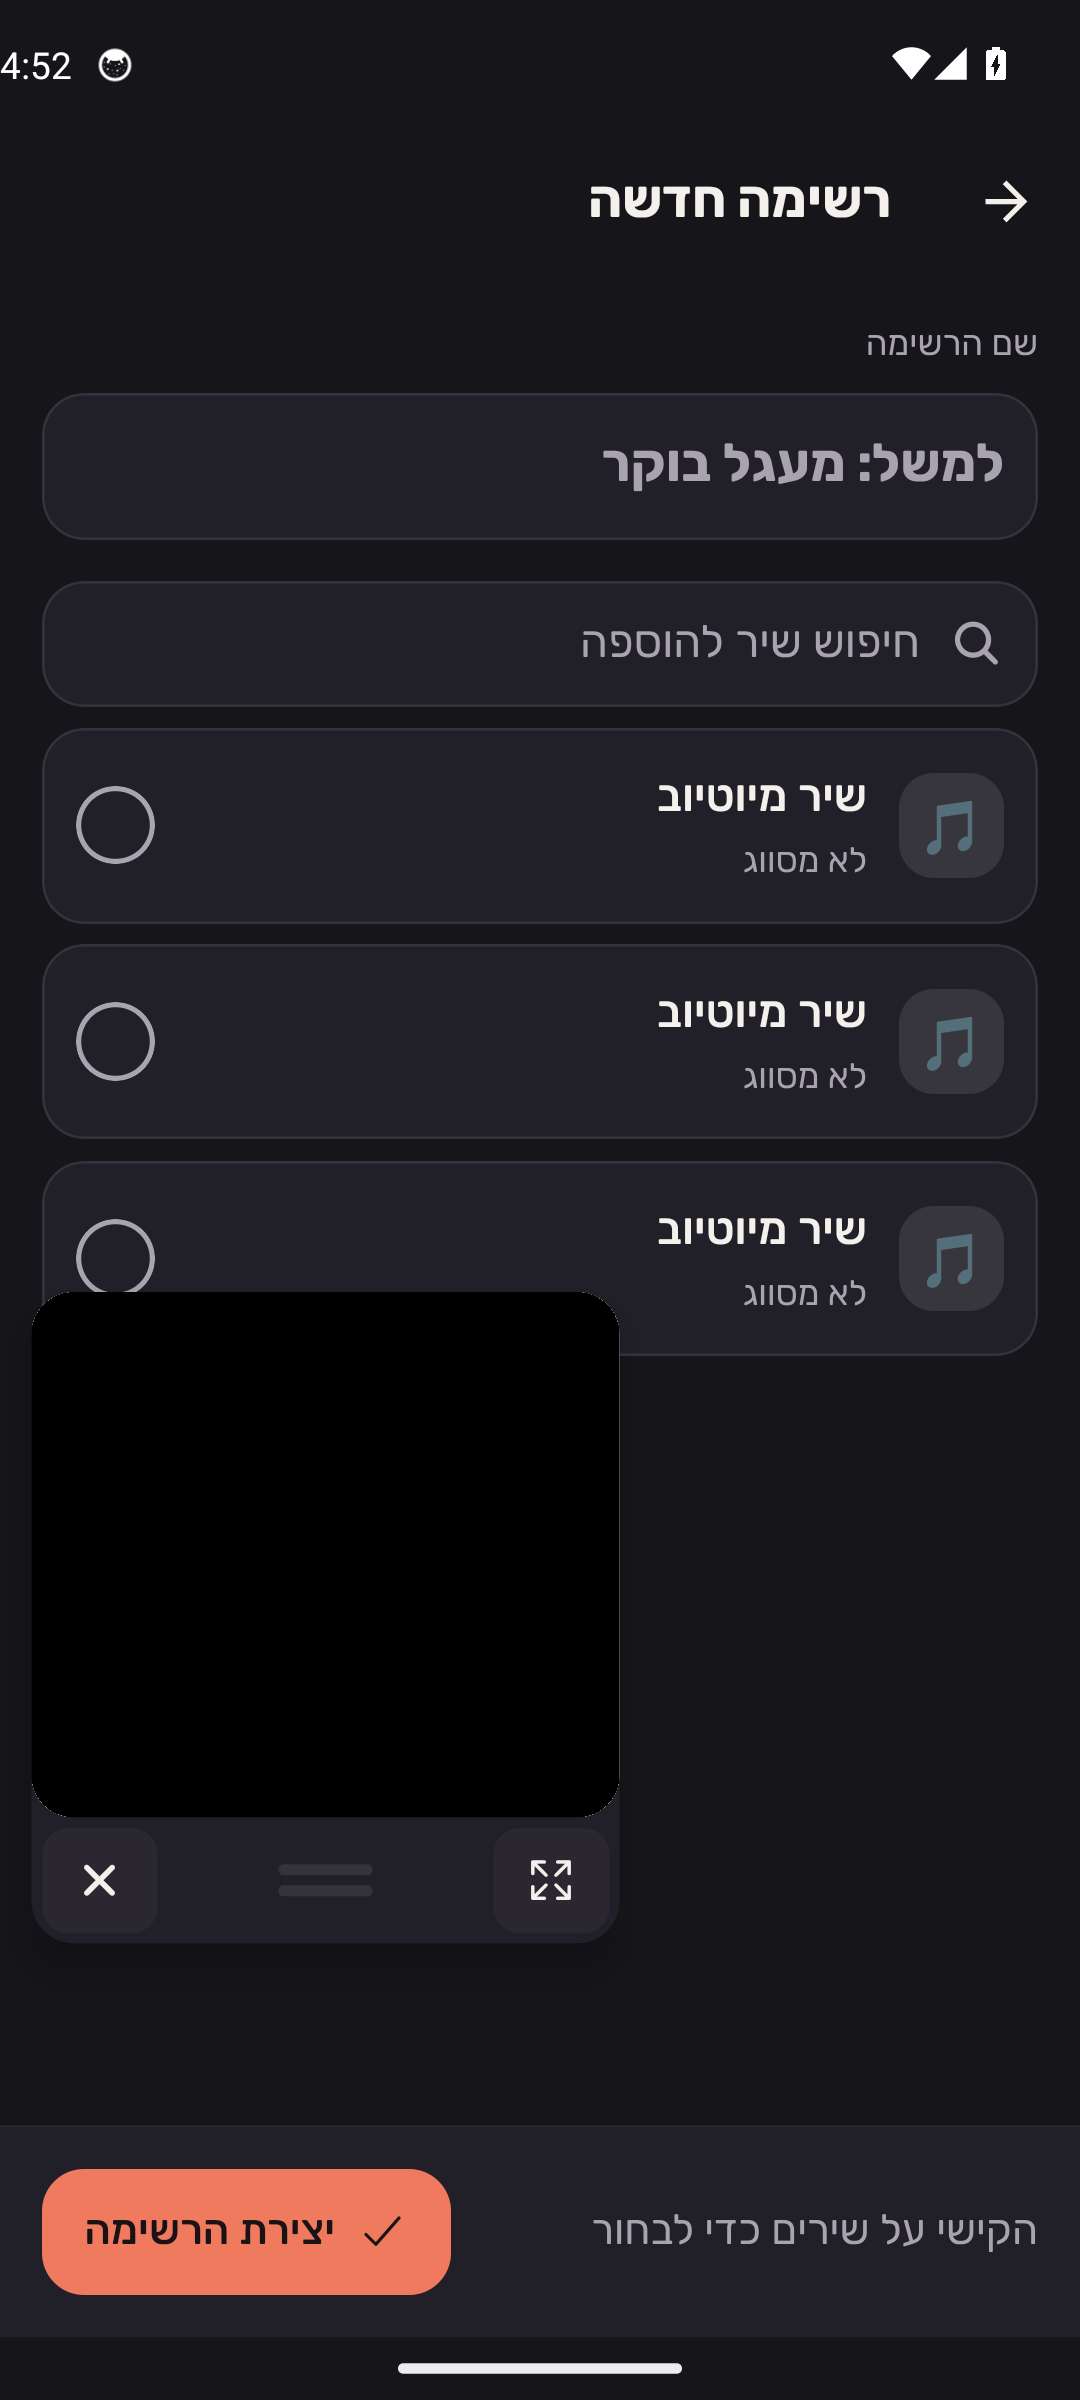 4:52
רשימה חדשה
שם הרשימה
למשל: מעגל בוקר
חיפוש שיר להוספה
שיר מיוטיוב
לא מסווג
שיר מיוטיוב
לא מסווג
שיר מיוטיוב
לא מסווג
הקישי על שירים כדי לבחור
יצירת הרשימה